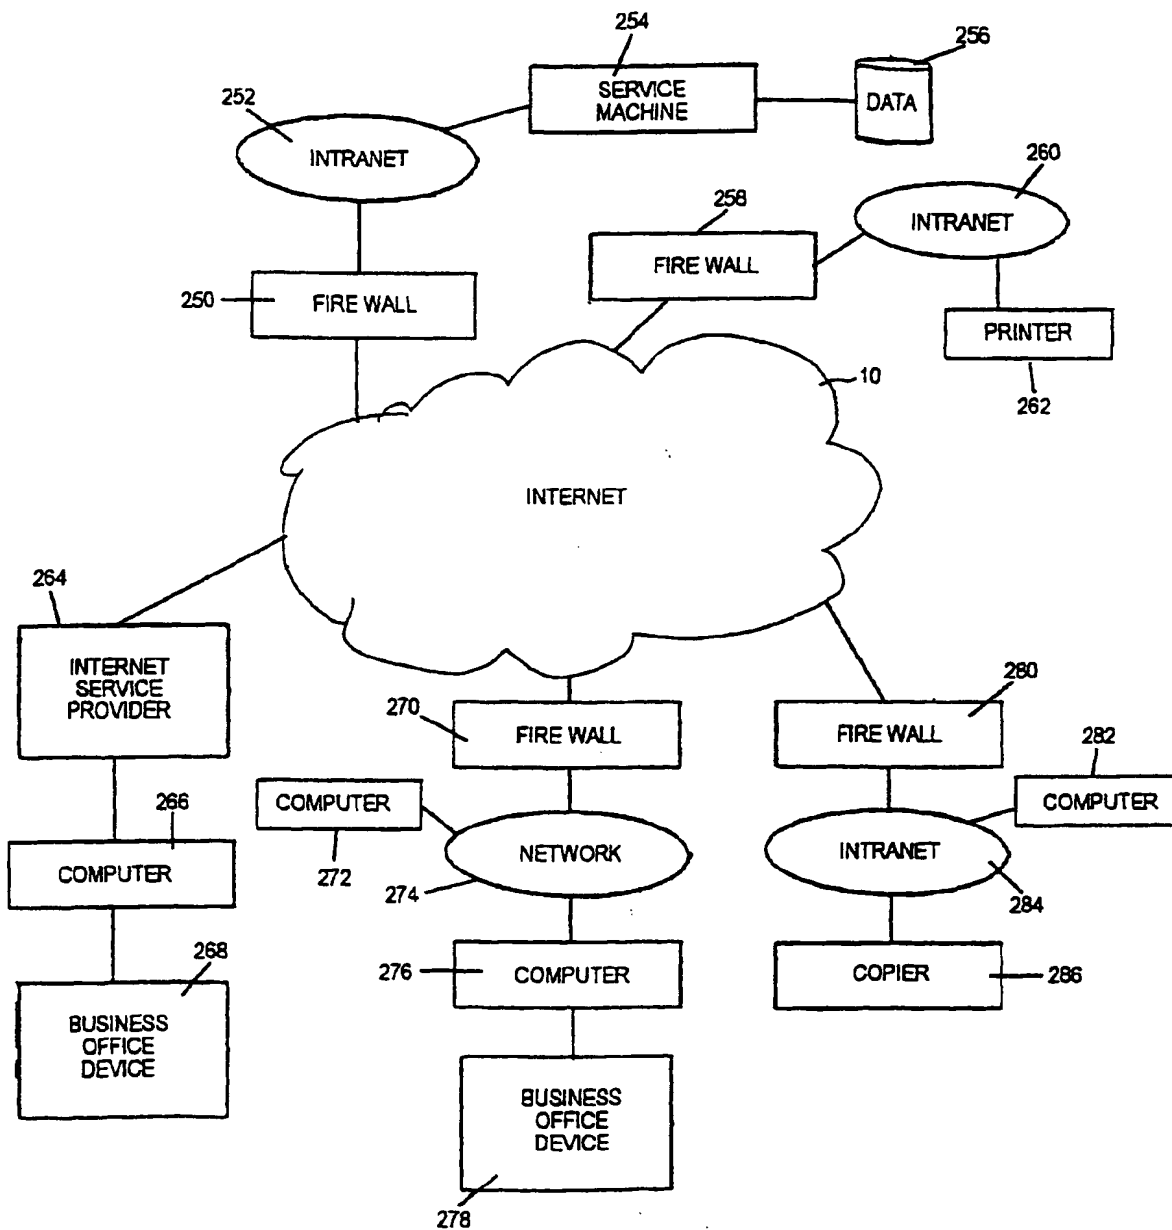 254
256
SERVICE
MACHINE
DATA
252
INTRANET
260
258
INTRANET
FIRE WALL
250
FIRE WALL
PRINTER
10
262
INTERNET
264
INTERNET
SERVICE
PROVIDER
270
FIRE WALL
280
FIRE WALL
282
COMPUTER
COMPUTER
266
272
NETWORK
INTRANET
COMPUTER
274
284
268
276
COMPUTER
COPIER
286
BUSINESS
OFFICE
DEVICE
BUSINESS
OFFICE
DEVICE
278